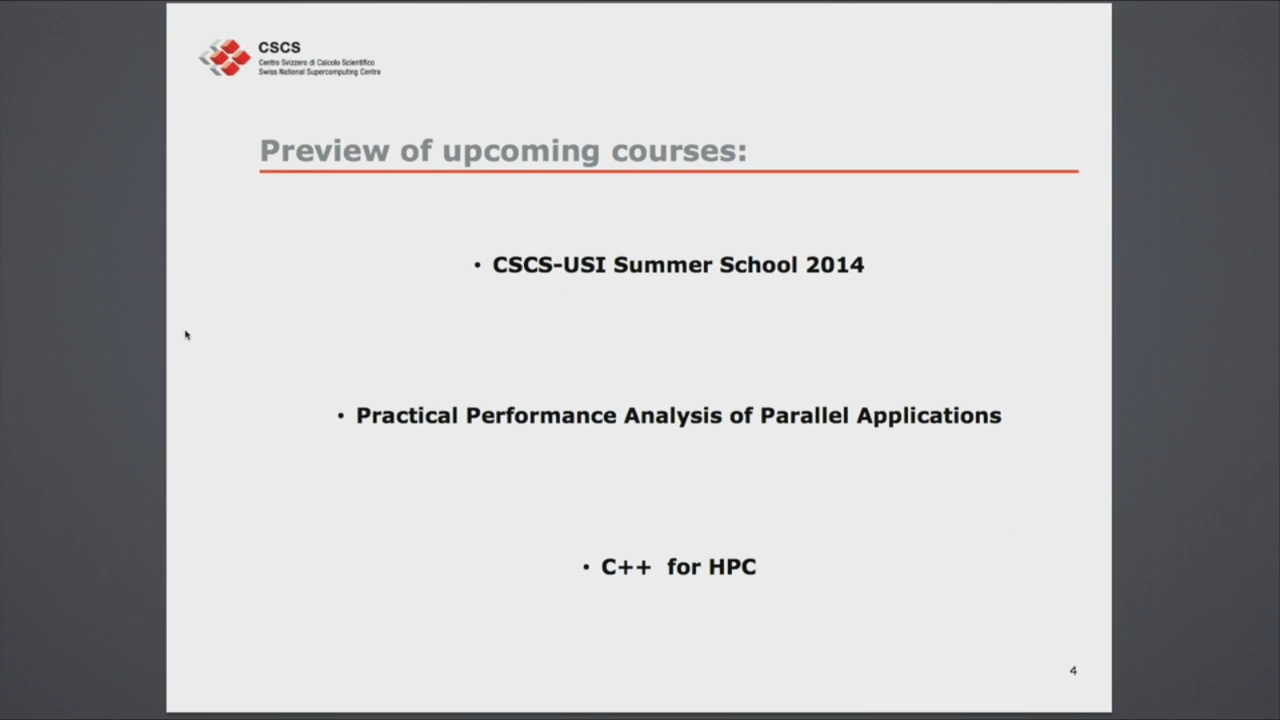 CSCS
Centro Svizzero di Calcolo Scientifico
Swiss National Supercomputing Centre
Preview of upcoming courses:
• CSCS-USI Summer School 2014
• Practical Performance Analysis of Parallel Applications
• C++  for HPC
4